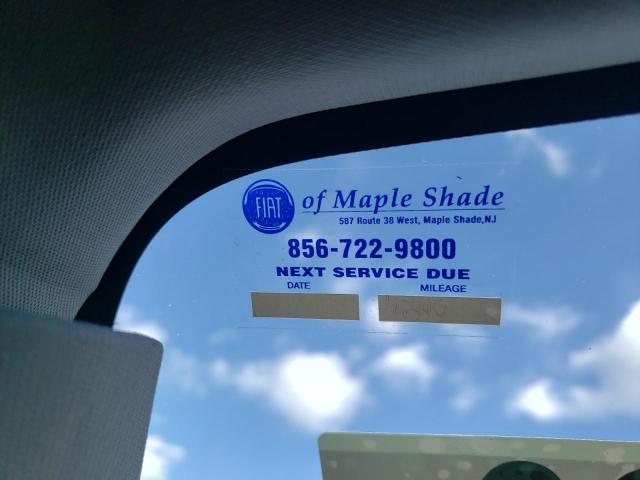 FIAT of Maple Shade
587 Route 38 West, Maple Shade, NJ
856-722-9800
NEXT SERVICE DUE
DATE MILEAGE